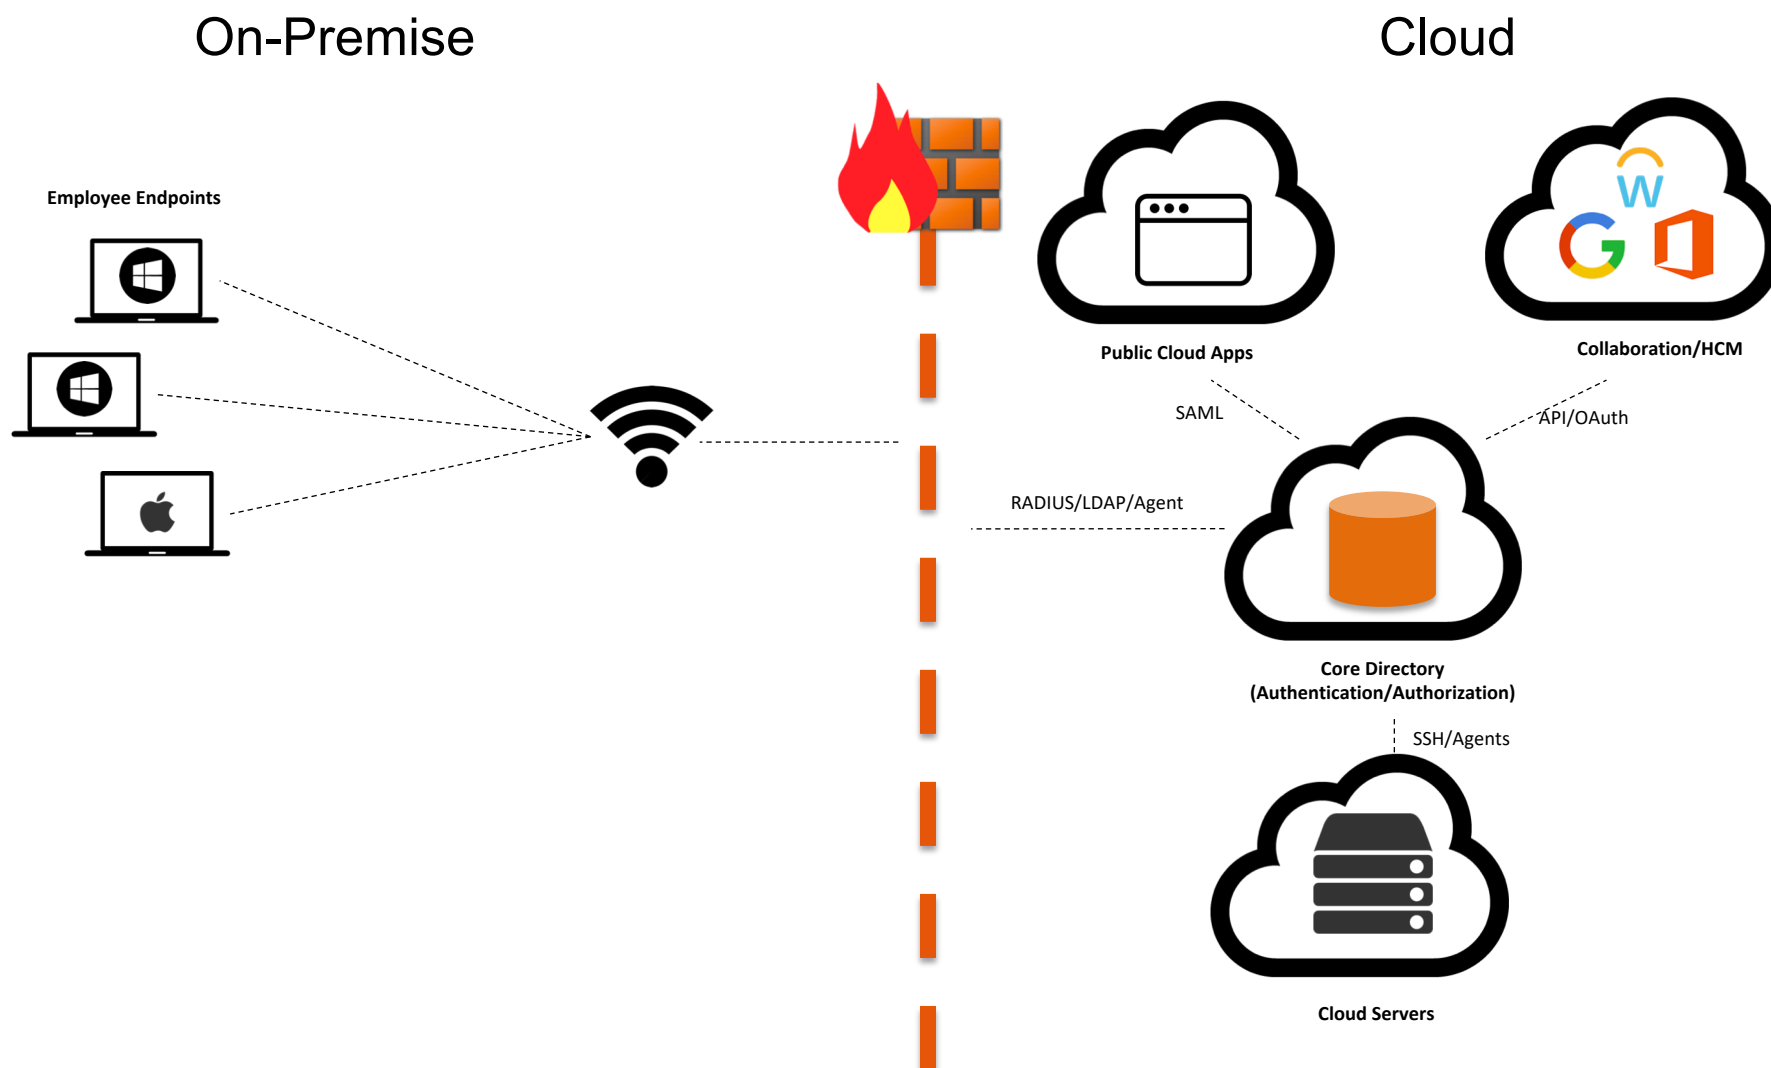 On-Premise
Cloud
Employee Endpoints
W
G
Public Cloud Apps
Collaboration/HCM
SAML
API/OAuth
RADIUS/LDAP/Agent
Core Directory
(Authentication/Authorization)
SSH/Agents
Cloud Servers